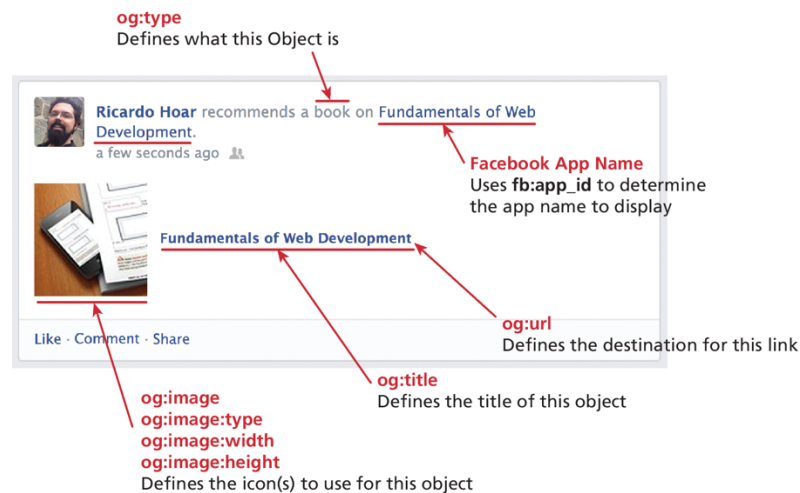 og:type
Defines what this Object is
Ricardo Hoar recommends a book on Fundamentals of Web
Development.
a few seconds ago
Facebook App Name
Uses fb:app_id to determine
the app name to display
Fundamentals of Web Development
og:url
Defines the destination for this link
Like · Comment · Share
og:title
Defines the title of this object
og:image
og:image:type
og:image:width
og:image:height
Defines the icon(s) to use for this object